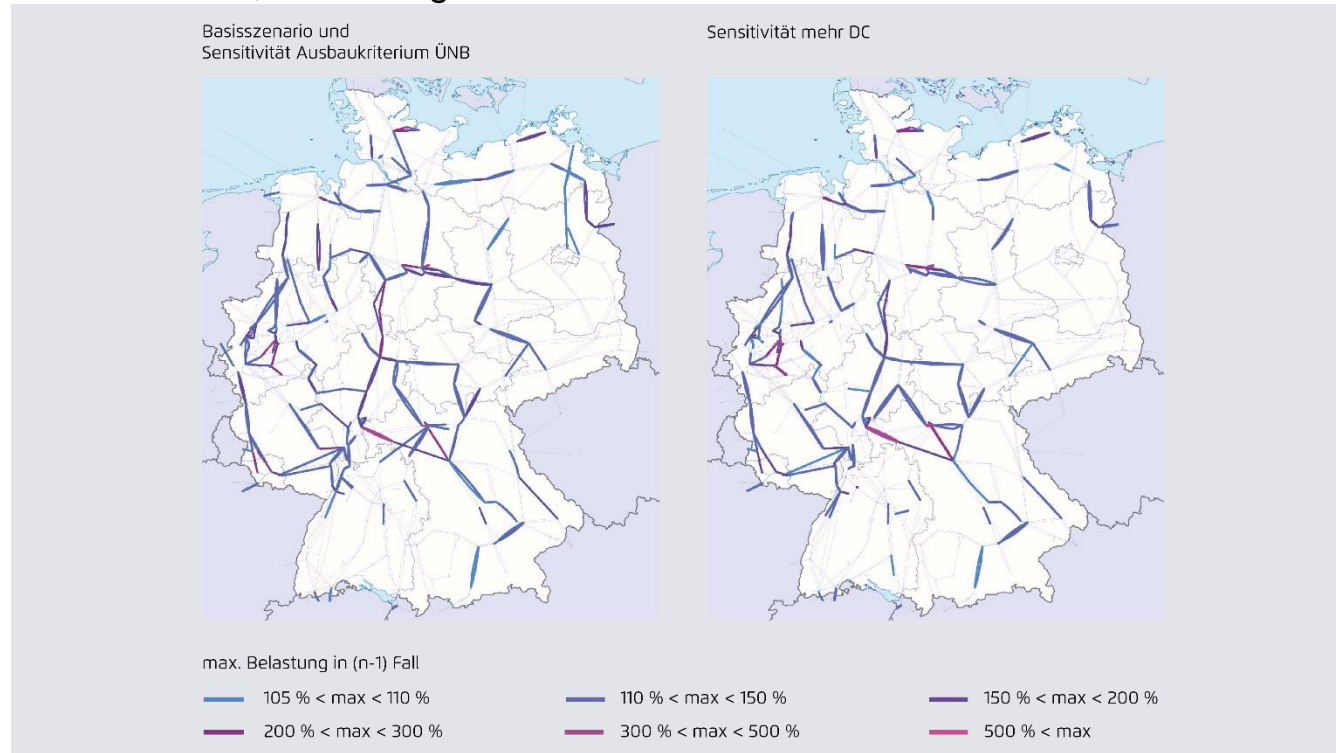 Basisszenario und
Sensitivität Ausbaukriterium ÜNB
Sensitivität mehr DC
max. Belastung in (n-1) Fall
105 % < max < 110 %
110 % < max < 150 %
150 % < max < 200 %
200 % < max < 300 %
300 % < max < 500 %
500 % < max